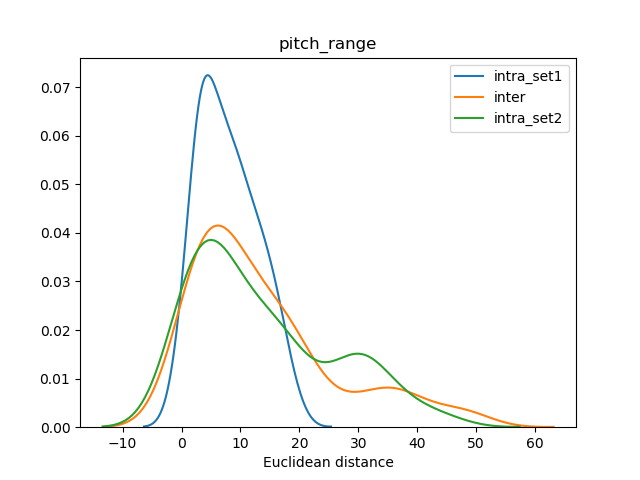 pitch_range
intra_set1
inter
intra_set2
0.07
0.06
0.05
0.04
0.03
0.02
0.01
0.00
−10 0 10 20 30 40 50 60
Euclidean distance